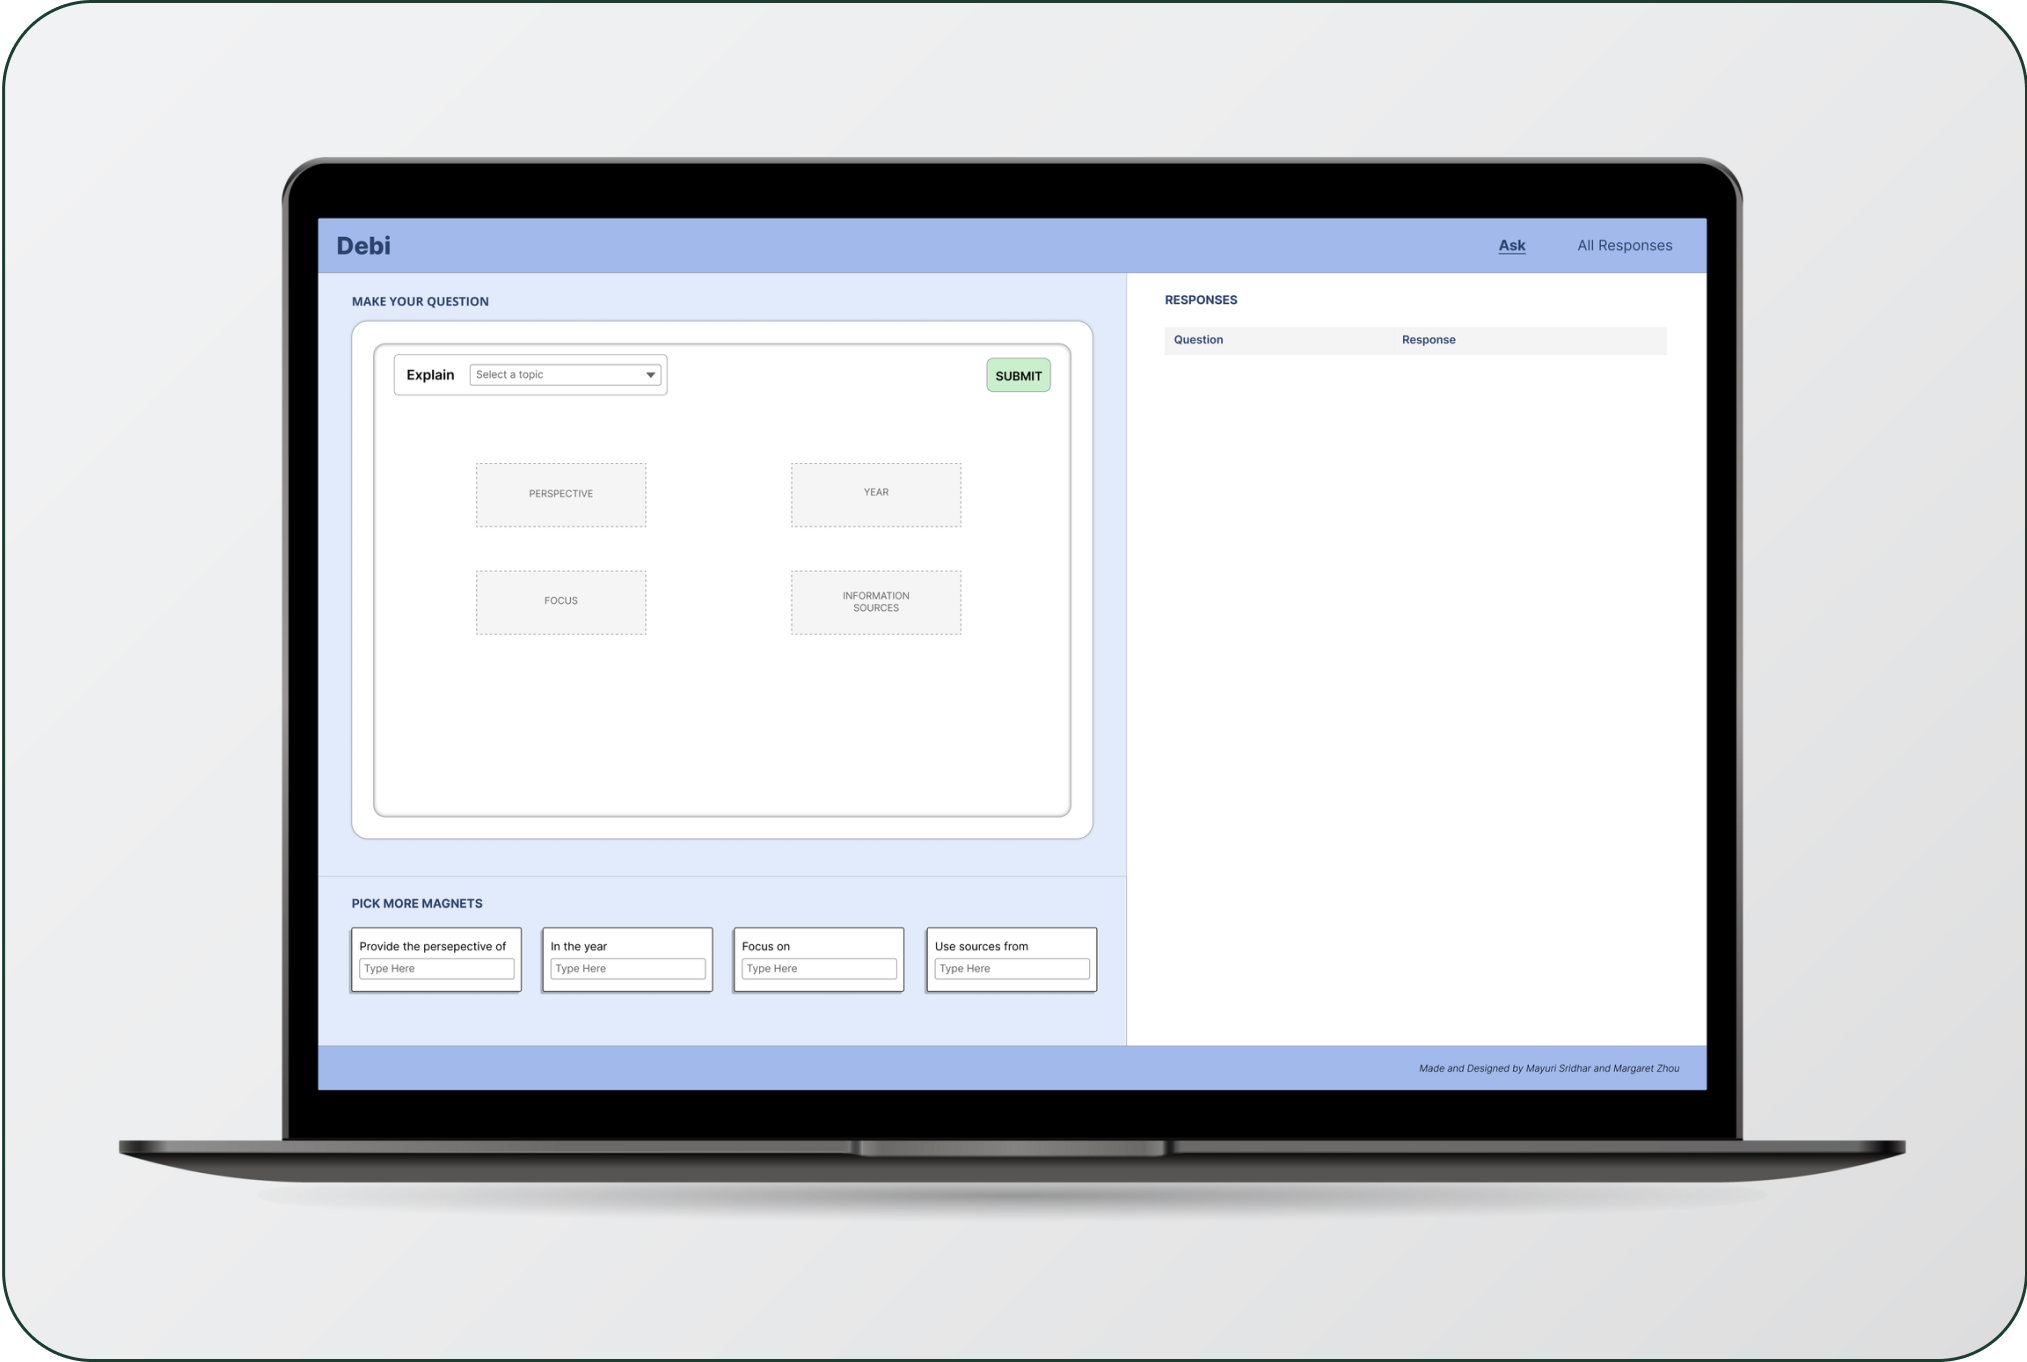 Debi
Ask
All Responses
MAKE YOUR QUESTION
Explain
Select a topic
SUBMIT
PERSPECTIVE
YEAR
FOCUS
INFORMATION
SOURCES
PICK MORE MAGNETS
Provide the persepective of
Type Here
In the year
Type Here
Focus on
Type Here
Use sources from
Type Here
RESPONSES
Question
Response
Made and Designed by Mayuri Sridhar and Margaret Zhou